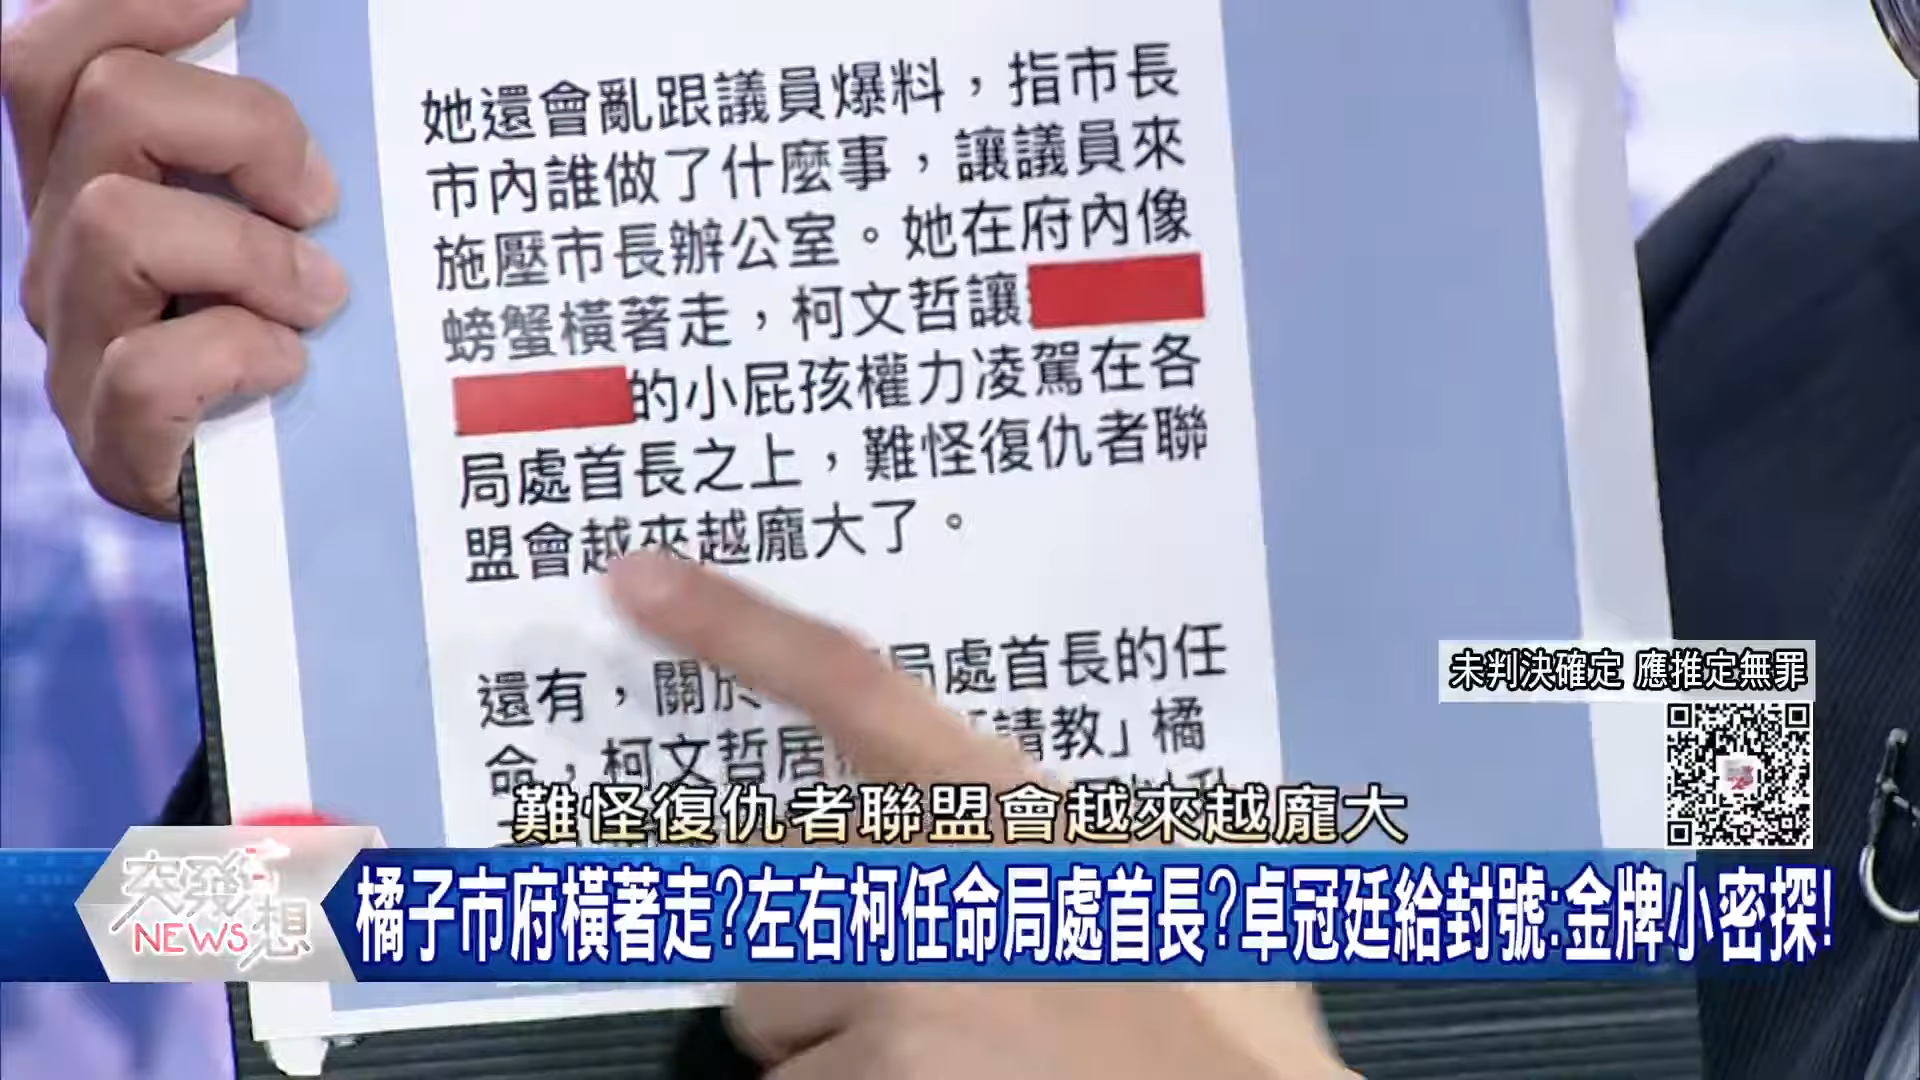 她還會亂跟議員爆料，指市長
市內誰做了什麼事，讓議員來
施壓市長辦公室。她在府內像
螃蟹橫著走，柯文哲讓
的小屁孩權力凌駕在各
局處首長之上，難怪復仇者聯
盟會越來越龐大了。
還有，關於 局處首長的任
命，柯文哲居 請教」橘
未判決確定 應推定無罪
難怪復仇者聯盟會越來越龐大
突發琪想
NEWS
橘子市府橫著走?左右柯任命局處首長?卓冠廷給封號:金牌小密探!